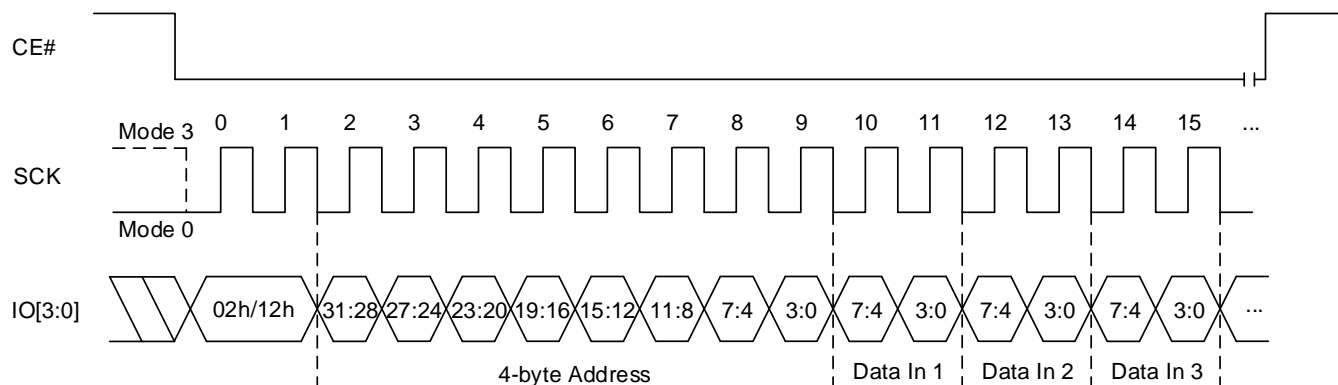 CE#
0 1 2 3 4 5 6 7 8 9 10 11 12 13 14 15 ...
Mode 3
SCK
Mode 0
IO[3:0] 02h/12h 31:28 27:24 23:20 19:16 15:12 11:8 7:4 3:0 7:4 3:0 7:4 3:0 7:4 3:0 ...
4-byte Address Data In 1 Data In 2 Data In 3